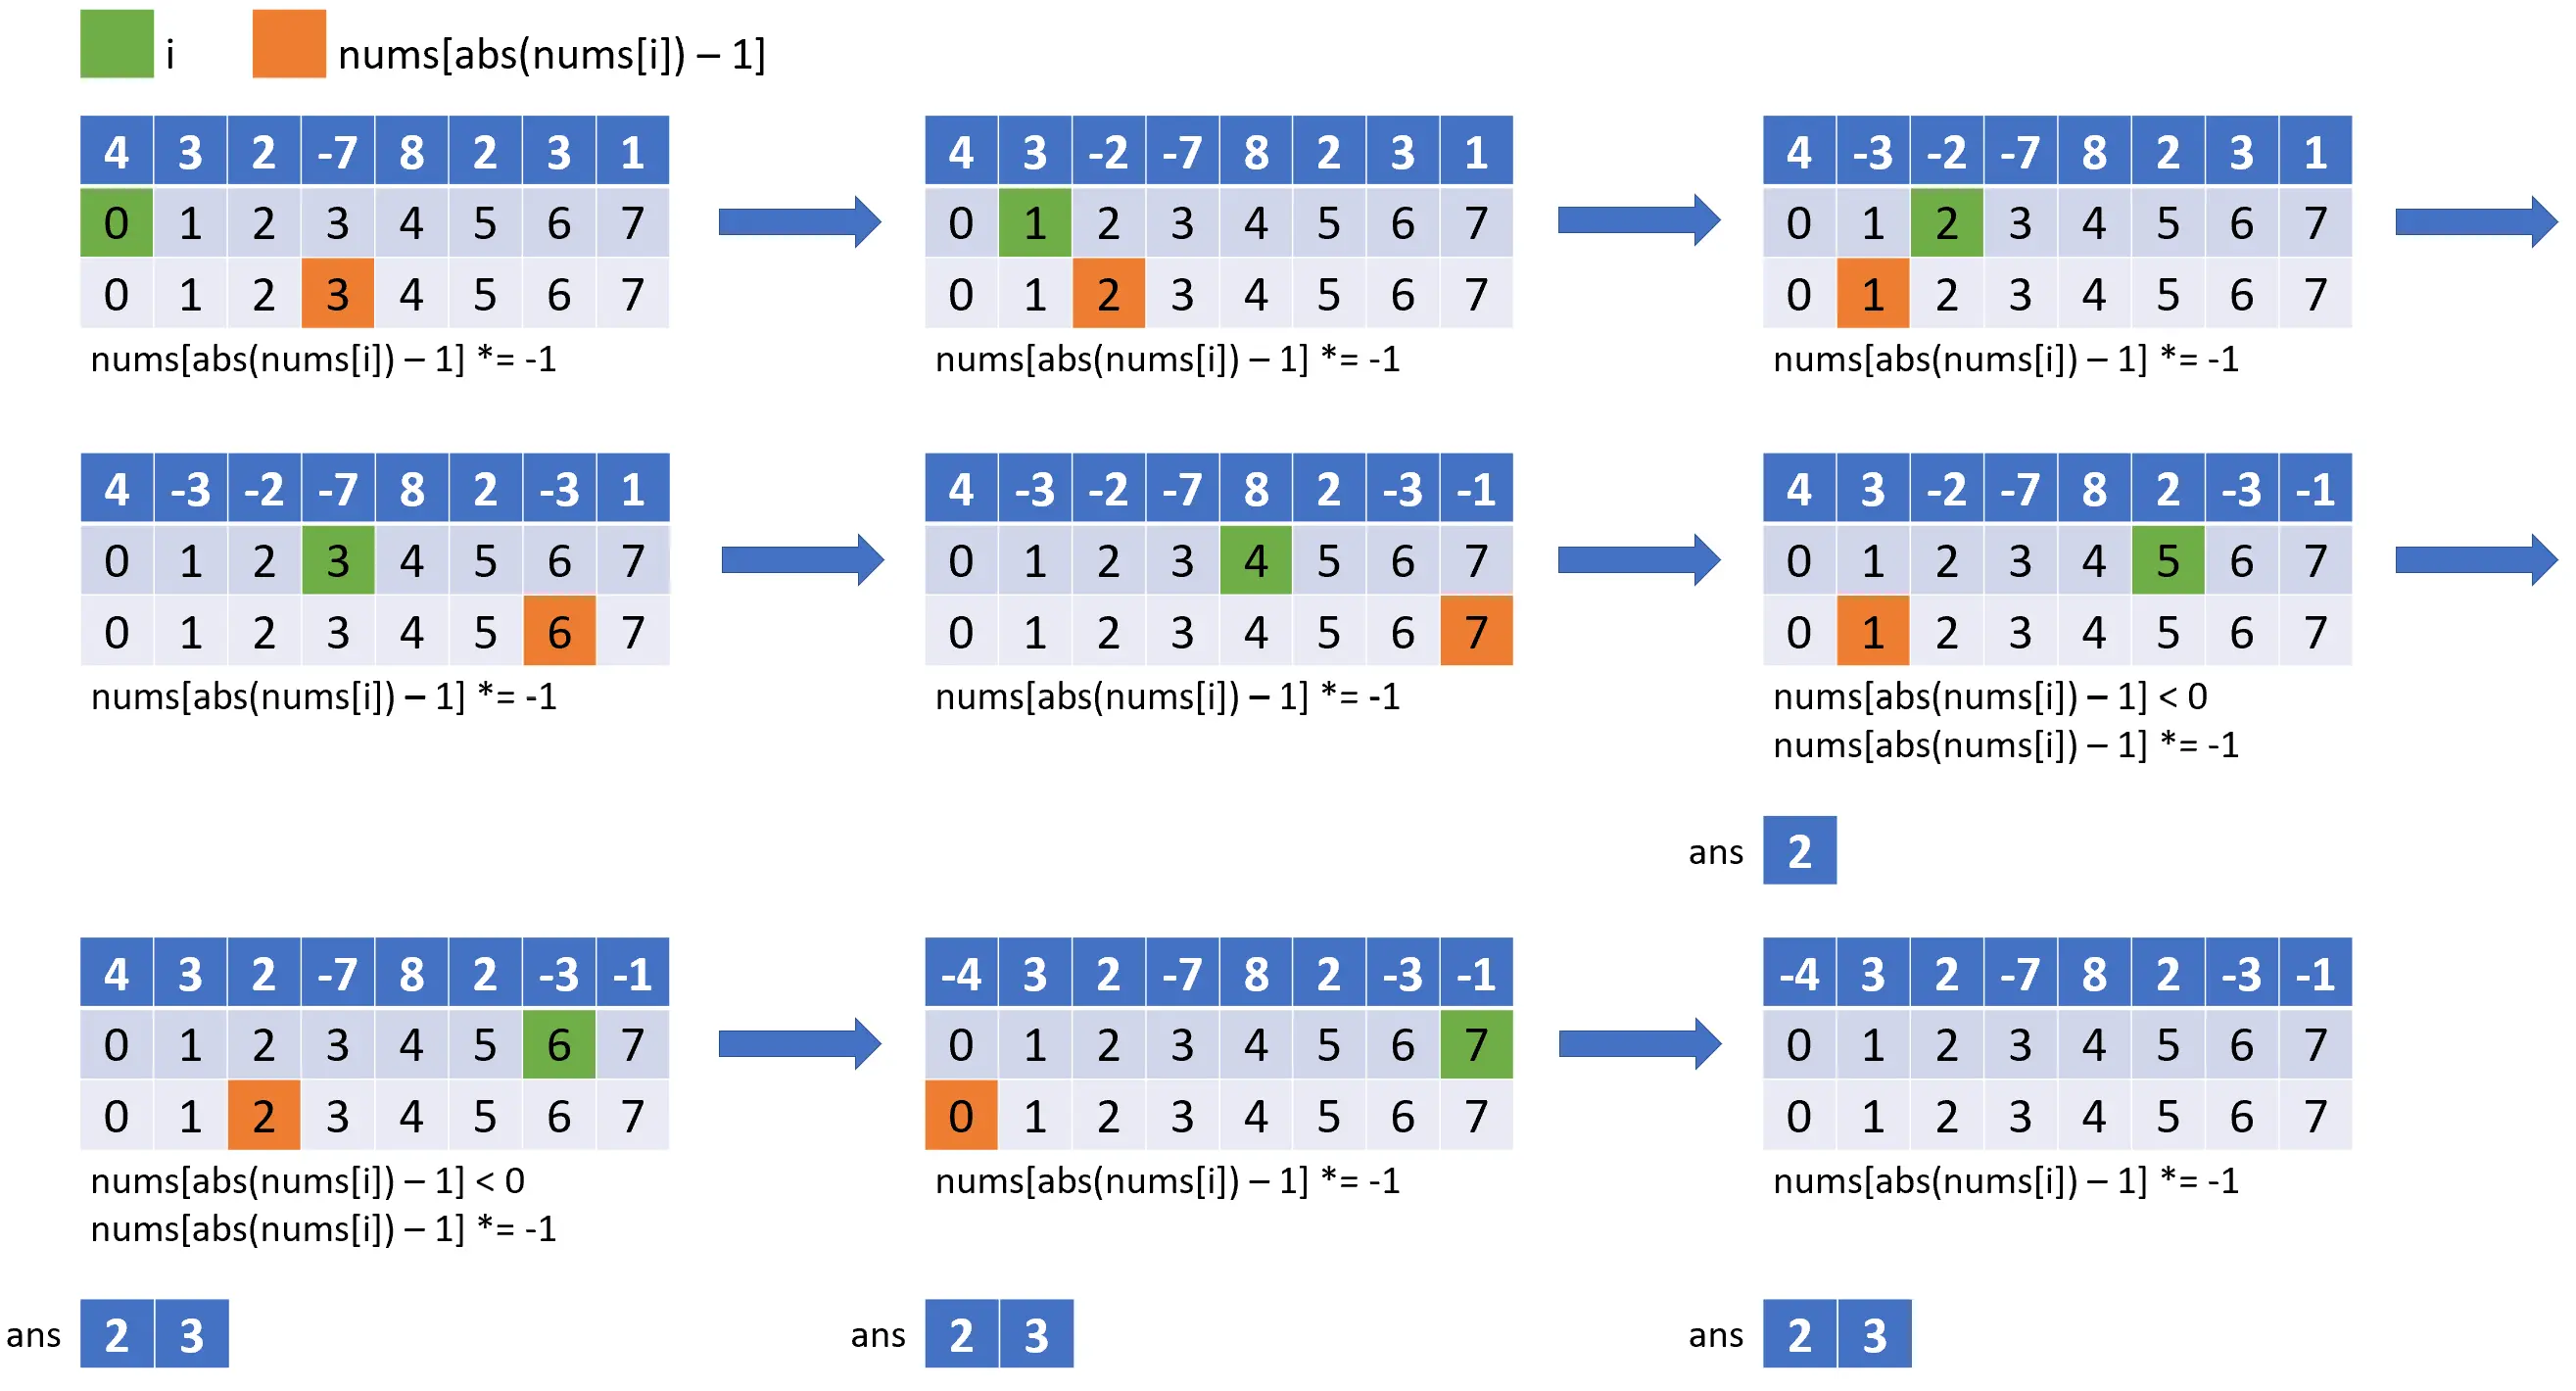 i nums[abs(nums[i]) – 1]
4 3 2 -7 8 2 3 1
0 1 2 3 4 5 6 7
0 1 2 3 4 5 6 7
nums[abs(nums[i]) – 1] *= -1
4 3 -2 -7 8 2 3 1
0 1 2 3 4 5 6 7
0 1 2 3 4 5 6 7
nums[abs(nums[i]) – 1] *= -1
4 -3 -2 -7 8 2 3 1
0 1 2 3 4 5 6 7
0 1 2 3 4 5 6 7
nums[abs(nums[i]) – 1] *= -1
4 -3 -2 -7 8 2 -3 1
0 1 2 3 4 5 6 7
0 1 2 3 4 5 6 7
nums[abs(nums[i]) – 1] *= -1
4 -3 -2 -7 8 2 -3 -1
0 1 2 3 4 5 6 7
0 1 2 3 4 5 6 7
nums[abs(nums[i]) – 1] *= -1
4 3 -2 -7 8 2 -3 -1
0 1 2 3 4 5 6 7
0 1 2 3 4 5 6 7
nums[abs(nums[i]) – 1] < 0
nums[abs(nums[i]) – 1] *= -1
ans 2
4 3 2 -7 8 2 -3 -1
0 1 2 3 4 5 6 7
0 1 2 3 4 5 6 7
nums[abs(nums[i]) – 1] < 0
nums[abs(nums[i]) – 1] *= -1
ans 2 3
-4 3 2 -7 8 2 -3 -1
0 1 2 3 4 5 6 7
0 1 2 3 4 5 6 7
nums[abs(nums[i]) – 1] *= -1
ans 2 3
-4 3 2 -7 8 2 -3 -1
0 1 2 3 4 5 6 7
0 1 2 3 4 5 6 7
nums[abs(nums[i]) – 1] *= -1
ans 2 3